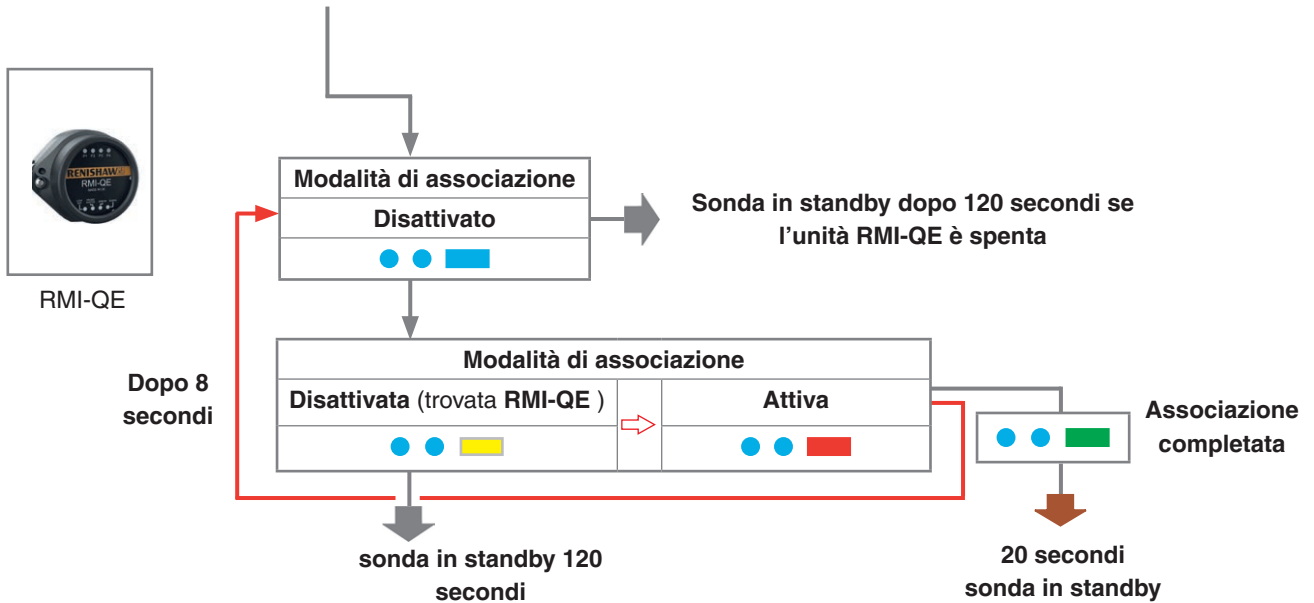 RENISHAW
RMI-QE
RMI-QE
Modalità di associazione
Disattivato
Sonda in standby dopo 120 secondi se
l'unità RMI-QE è spenta
Dopo 8
secondi
Modalità di associazione
Disattivata (trovata RMI-QE )
Attiva
Associazione
completata
sonda in standby 120
secondi
20 secondi
sonda in standby